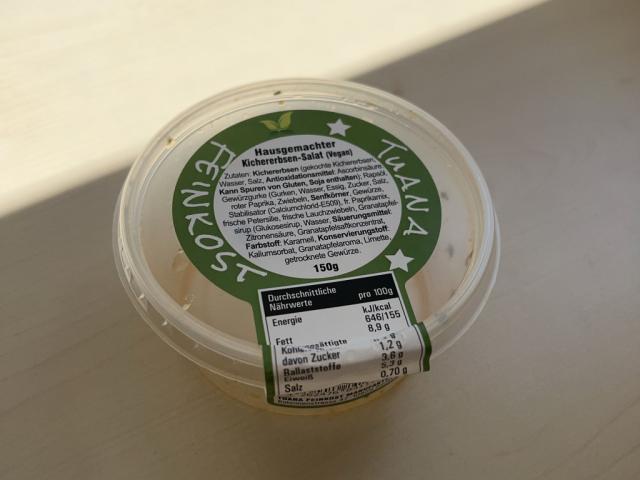 TUANA
FEINKOST
Hausgemachter
Kichererbsen-Salat (Vegan)
Zutaten: Kichererbsen (gekochte Kichererbsen,
Wasser, Salz, Antioxidationsmittel: Ascorbinsäure
Kann Spuren von Gluten, Soja enthalten); Rapsöl,
Gewürzgurke (Gurken, Wasser, Essig, Zucker, Salz,
roter Paprika, Zwiebeln, Senfkörner, Gewürze,
Stabilisator (Calciumchlorid-E509), fr. Paprikamix,
frische Petersilie, frische Lauchzwiebeln, Granatapfel-
sirup (Glukosesirup, Wasser, Säuerungsmittel:
Zitronensäure, Granatapfelsaftkonzentrat,
Farbstoff: Karamell, Konservierungsstoff:
Kaliumsorbat, Granatapfelaroma, Limette,
getrocknete Gewürze.
150g
Durchschnittliche
Nährwerte pro 100g
kJ/kcal
Energie 646/155
Fett 8,9 g
1,2 g
davon Zucker 3,6 g
Ballaststoffe 5,3 g
Eiweiß 0,70 g
Salz
TUANA FEINKOST